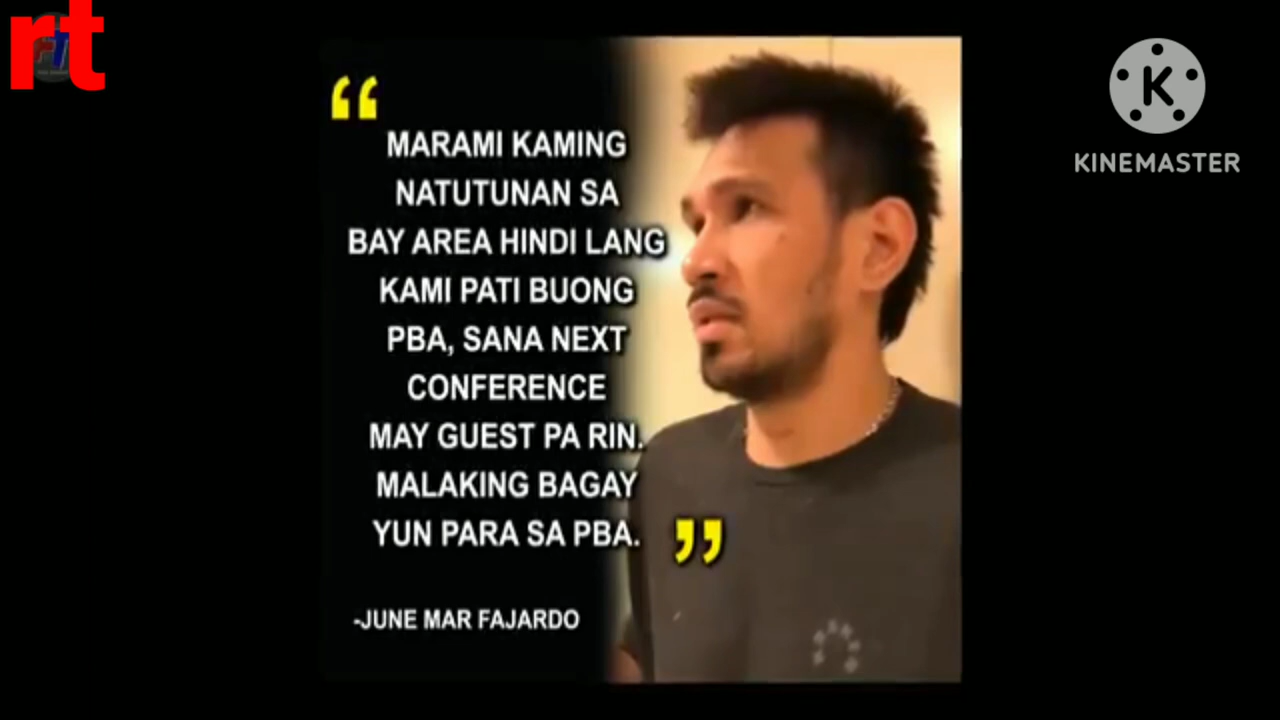 rt
K
KINEMASTER
“
MARAMI KAMING
NATUTUNAN SA
BAY AREA HINDI LANG
KAMI PATI BUONG
PBA, SANA NEXT
CONFERENCE
MAY GUEST PA RIN.
MALAKING BAGAY
YUN PARA SA PBA.
”
-JUNE MAR FAJARDO